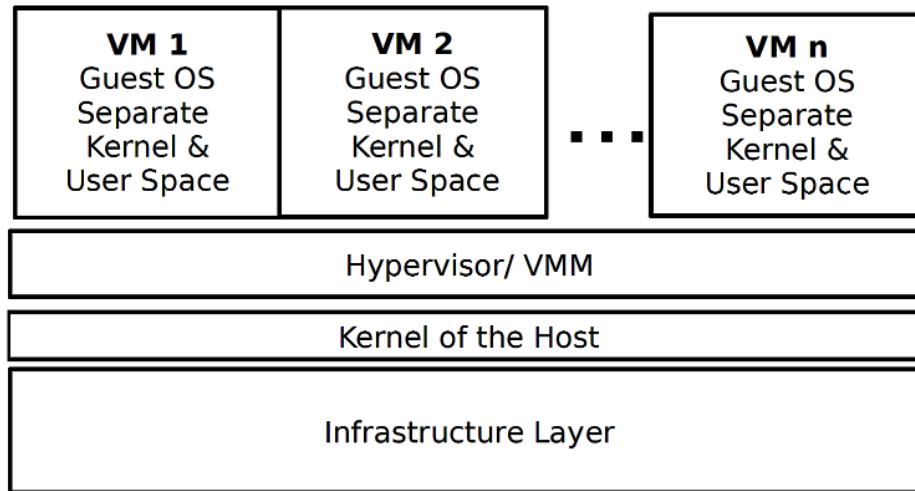 VM 1
Guest OS
Separate
Kernel &
User Space
VM 2
Guest OS
Separate
Kernel &
User Space
...
VM n
Guest OS
Separate
Kernel &
User Space
Hypervisor/ VMM
Kernel of the Host
Infrastructure Layer